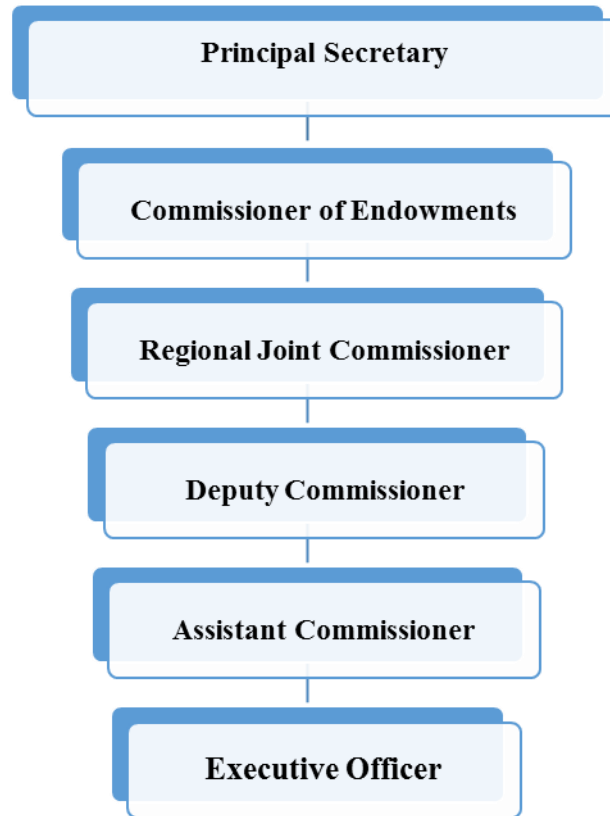 Principal Secretary
Commissioner of Endowments
Regional Joint Commissioner
Deputy Commissioner
Assistant Commissioner
Executive Officer